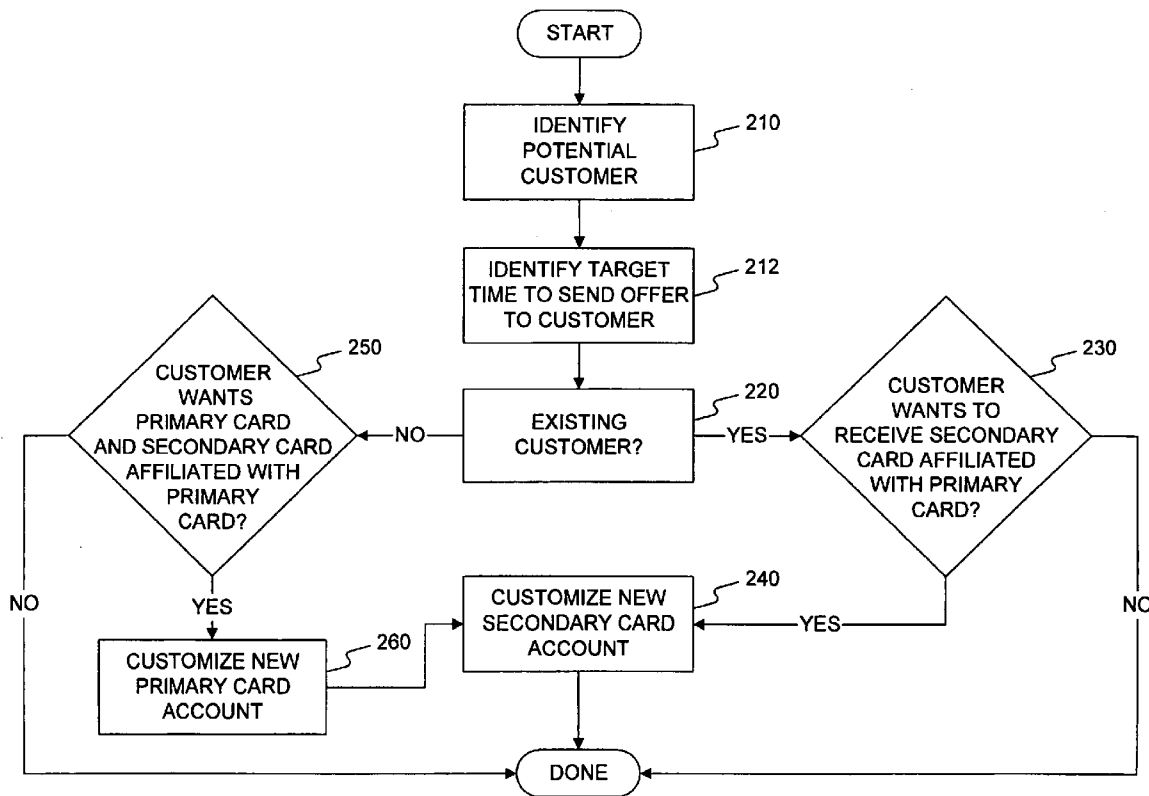 START
IDENTIFY
POTENTIAL
CUSTOMER
210
IDENTIFY TARGET
TIME TO SEND OFFER
TO CUSTOMER
212
250
CUSTOMER
WANTS
PRIMARY CARD
AND SECONDARY CARD
AFFILIATED WITH
PRIMARY
CARD?
NO
EXISTING
CUSTOMER?
220
YES
230
CUSTOMER
WANTS TO
RECEIVE SECONDARY
CARD AFFILIATED
WITH PRIMARY
CARD?
NO
YES
260
CUSTOMIZE NEW
PRIMARY CARD
ACCOUNT
CUSTOMIZE NEW
SECONDARY CARD
ACCOUNT
240
YES
NO
DONE